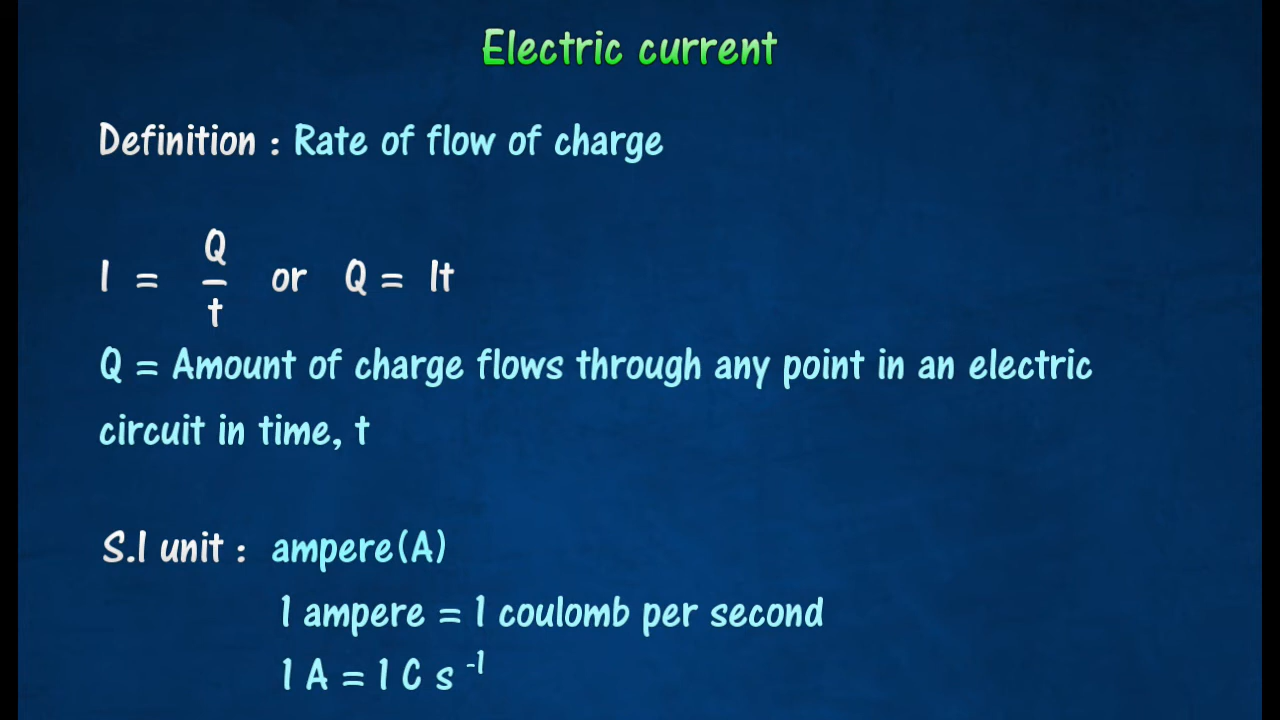 Electric current
Definition : Rate of flow of charge
I = Q/t or Q = It
Q = Amount of charge flows through any point in an electric
circuit in time, t
S.I unit : ampere(A)
1 ampere = 1 coulomb per second
1 A = 1 C s⁻¹